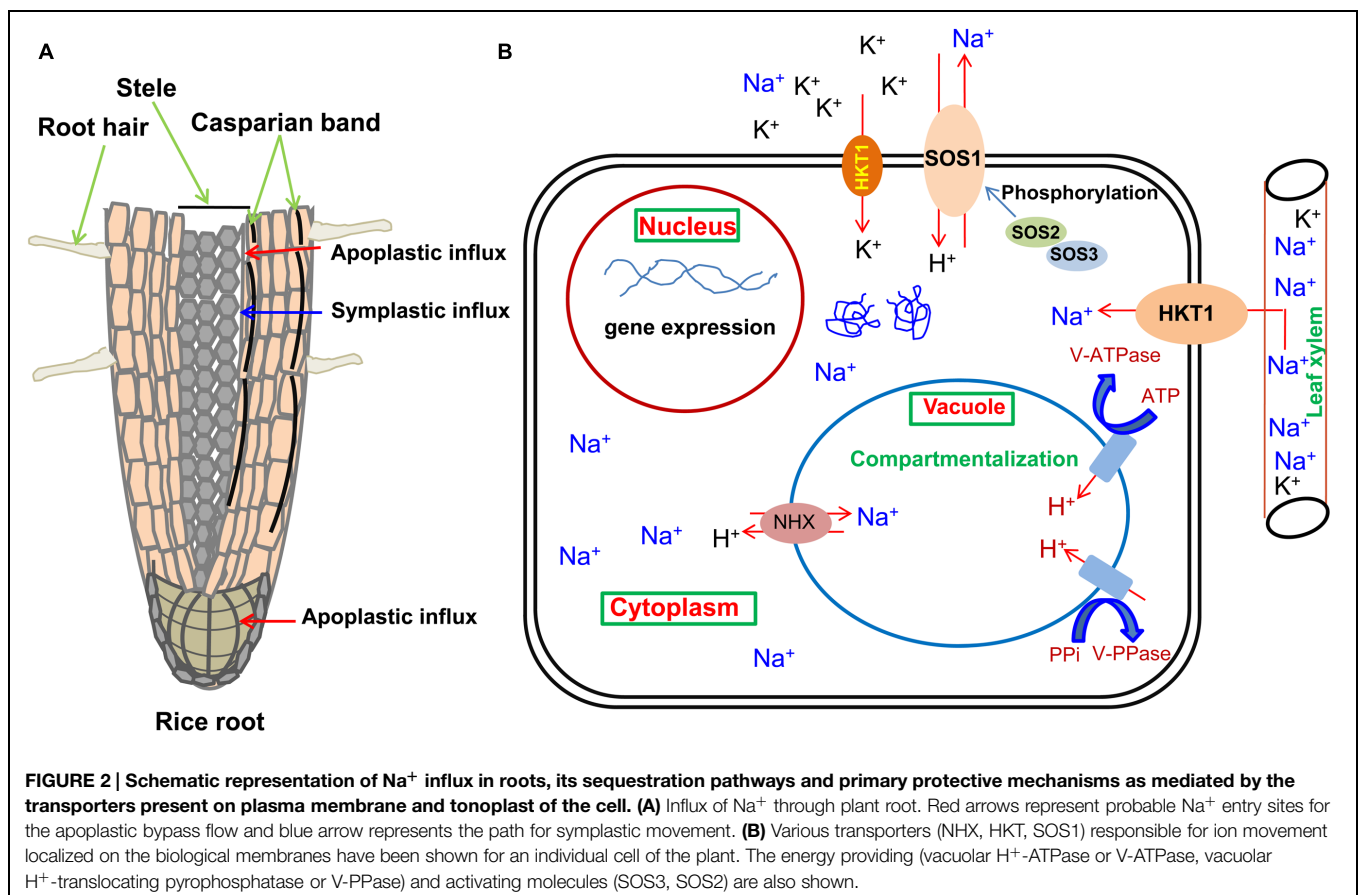 A
Stele
Root hair
Casparian band
Apoplastic influx
Symplastic influx
Apoplastic influx
Rice root
B
K⁺
Na⁺
Na⁺ K⁺
K⁺
K⁺
K⁺
HKT1
SOS1
Phosphorylation
SOS2
SOS3
K⁺
H⁺
Nucleus
gene expression
Na⁺
HKT1
K⁺
Na⁺
Na⁺
Na⁺
Na⁺
Na⁺
K⁺
Leaf xylem
V-ATPase
ATP
Na⁺
Vacuole
Compartmentalization
H⁺
Na⁺
NHX
Na⁺
H⁺
Na⁺
Na⁺
H⁺
Cytoplasm
PPi V-PPase
Na⁺
FIGURE 2 | Schematic representation of Na⁺ influx in roots, its sequestration pathways and primary protective mechanisms as mediated by the
transporters present on plasma membrane and tonoplast of the cell. (A) Influx of Na⁺ through plant root. Red arrows represent probable Na⁺ entry sites for
the apoplastic bypass flow and blue arrow represents the path for symplastic movement. (B) Various transporters (NHX, HKT, SOS1) responsible for ion movement
localized on the biological membranes have been shown for an individual cell of the plant. The energy providing (vacuolar H⁺-ATPase or V-ATPase, vacuolar
H⁺-translocating pyrophosphatase or V-PPase) and activating molecules (SOS3, SOS2) are also shown.